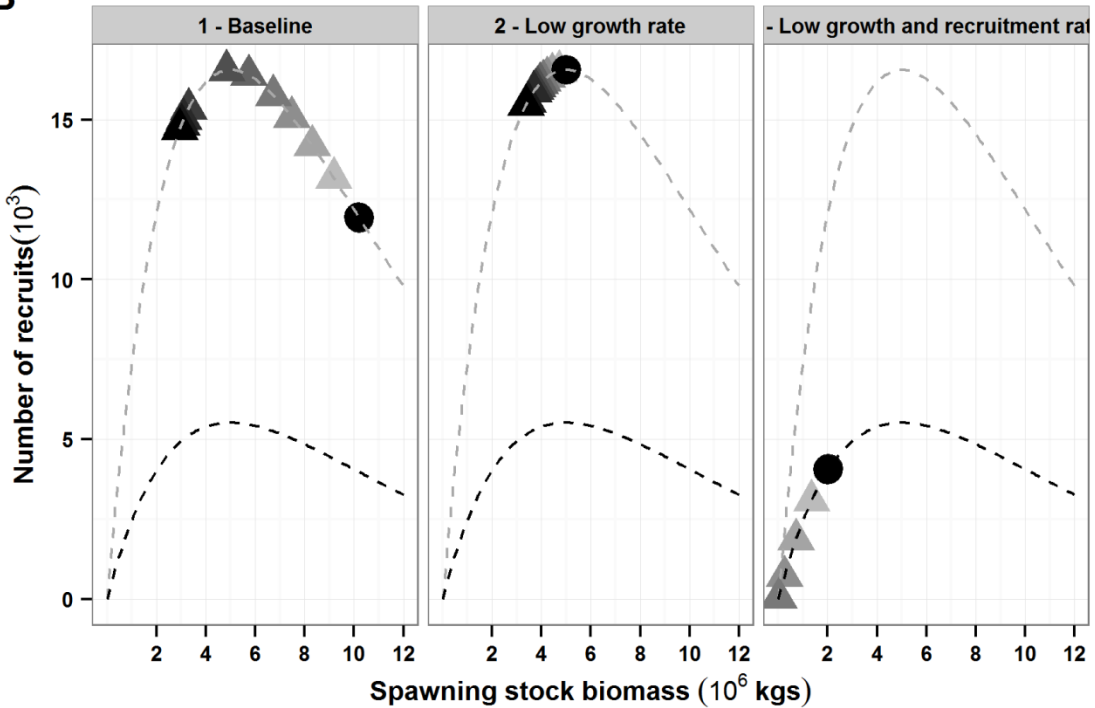 1 - Baseline
2 - Low growth rate
- Low growth and recruitment rat
Number of recruits(10³)
15
10
5
0
2 4 6 8 10 12
2 4 6 8 10 12
2 4 6 8 10 12
Spawning stock biomass (10⁶ kgs)